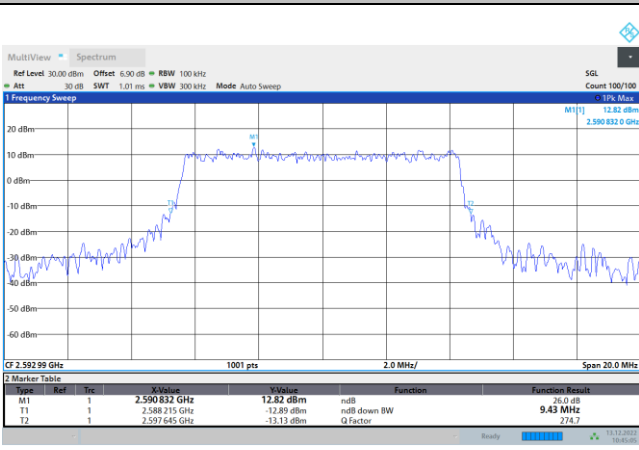 MultiView Spectrum
Ref Level 30.00 dBm Offset 6.90 dB RBW 100 kHz SGL
Att 30 dB SWT 1.01 ms VBW 300 kHz Mode Auto Sweep Count 100/100
1 Frequency Sweep 1Pk Max
M1[1] 12.82 dBm
2.590 832 0 GHz
20 dBm
M1
10 dBm
0 dBm
T1 T2
-10 dBm
-20 dBm
-30 dBm
-40 dBm
-50 dBm
-60 dBm
CF 2.592 99 GHz 1001 pts 2.0 MHz/ Span 20.0 MHz
2 Marker Table
Type Ref Trc X-Value Y-Value Function Function Result
M1 1 2.590 832 GHz 12.82 dBm ndB 26.0 dB
T1 1 2.588 215 GHz -12.89 dBm ndB down BW 9.43 MHz
T2 1 2.597 645 GHz -13.13 dBm Q Factor 274.7
Ready 13.12.2022
10:45:05